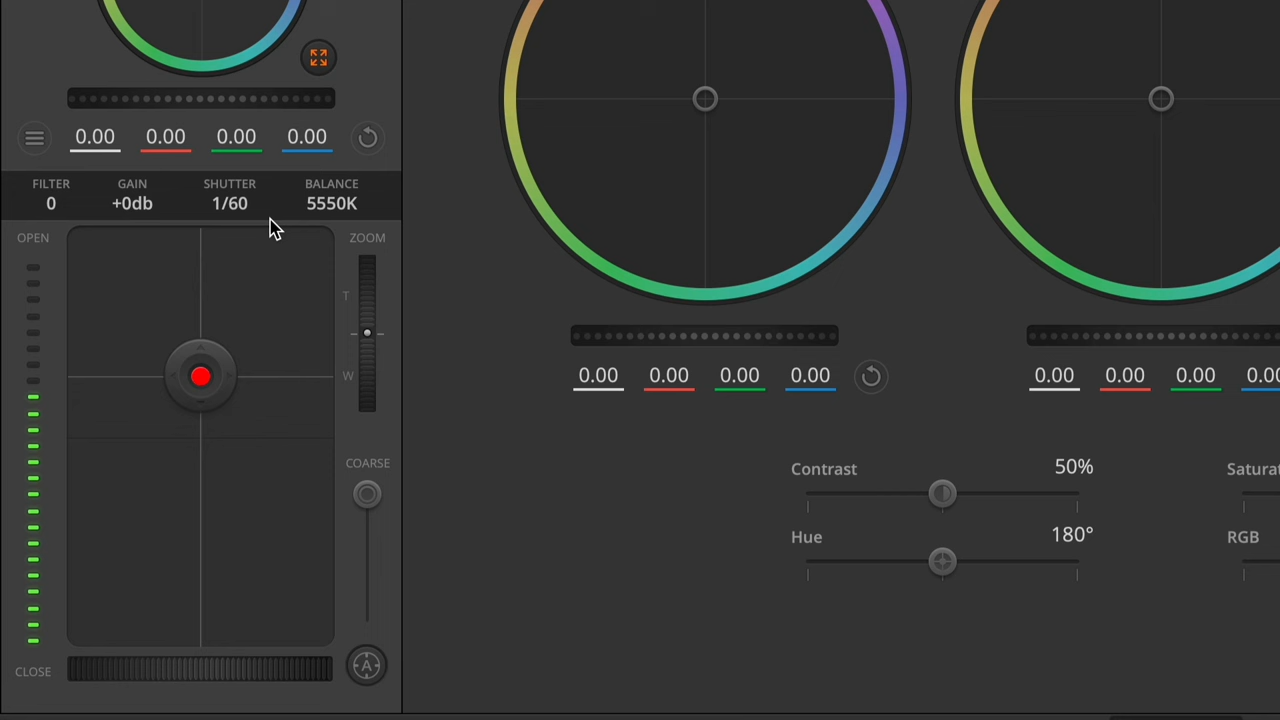 0.00 0.00 0.00 0.00
FILTER GAIN SHUTTER BALANCE
0 +0db 1/60 5550K
OPEN ZOOM
T
W
COARSE
CLOSE
A
0.00 0.00 0.00 0.00
0.00 0.00 0.00
Contrast 50%
Hue 180°
RGB